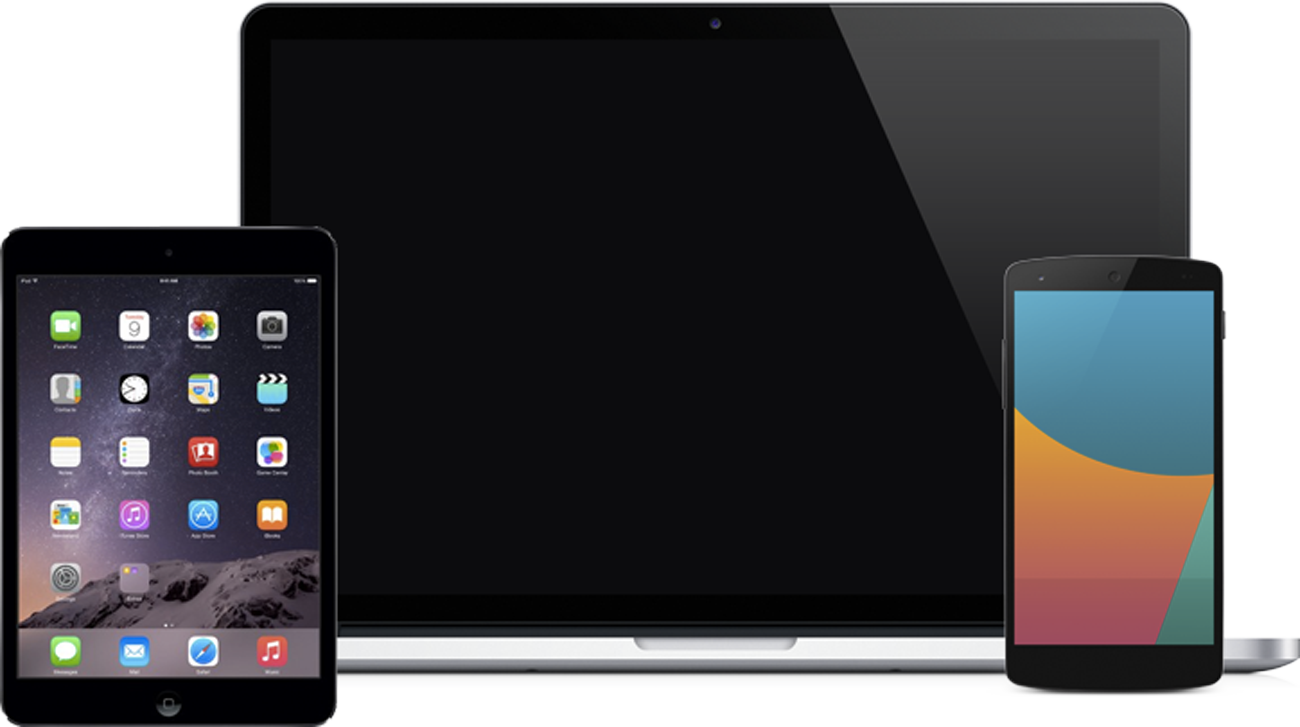 iPad
9:41 AM
Tuesday
9
FaceTime
Calendar
Photos
Camera
Contacts
Clock
Maps
Videos
Notes
Reminders
Photo Booth
Game Center
Newsstand
iTunes Store
App Store
iBooks
Settings
Extras
Messages
Mail
Safari
Music